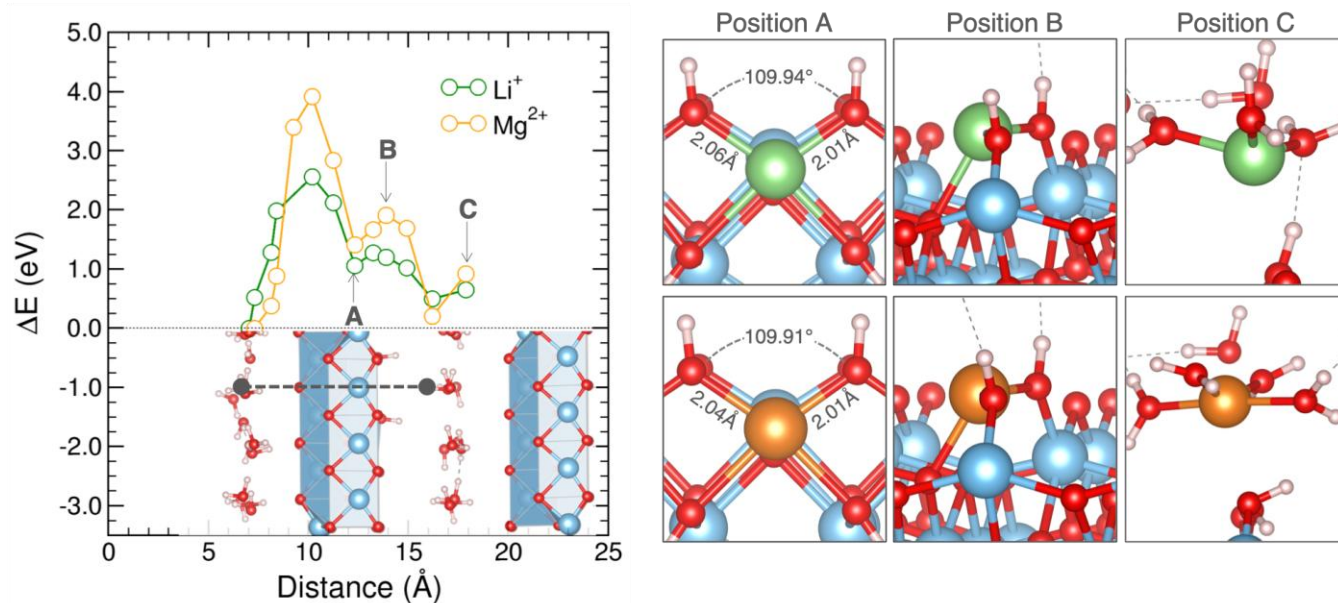 5.0
4.0
3.0
2.0
1.0
0.0
-1.0
-2.0
-3.0
ΔE (eV)
Li⁺
Mg²⁺
A
B
C
0 5 10 15 20 25
Distance (Å)
Position A Position B Position C
109.94°
2.06Å 2.01Å
109.91°
2.04Å 2.01Å